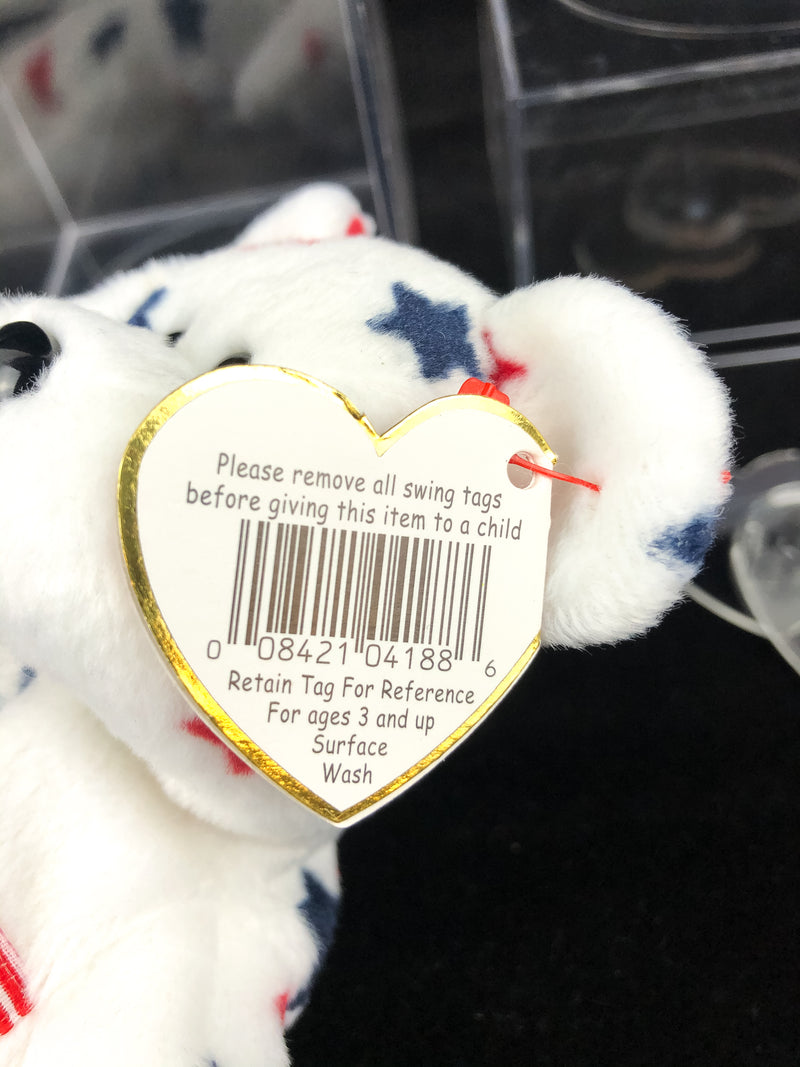 Please remove all swing tags
before giving this item to a child
0 08421 04188 6
Retain Tag For Reference
For ages 3 and up
Surface
Wash